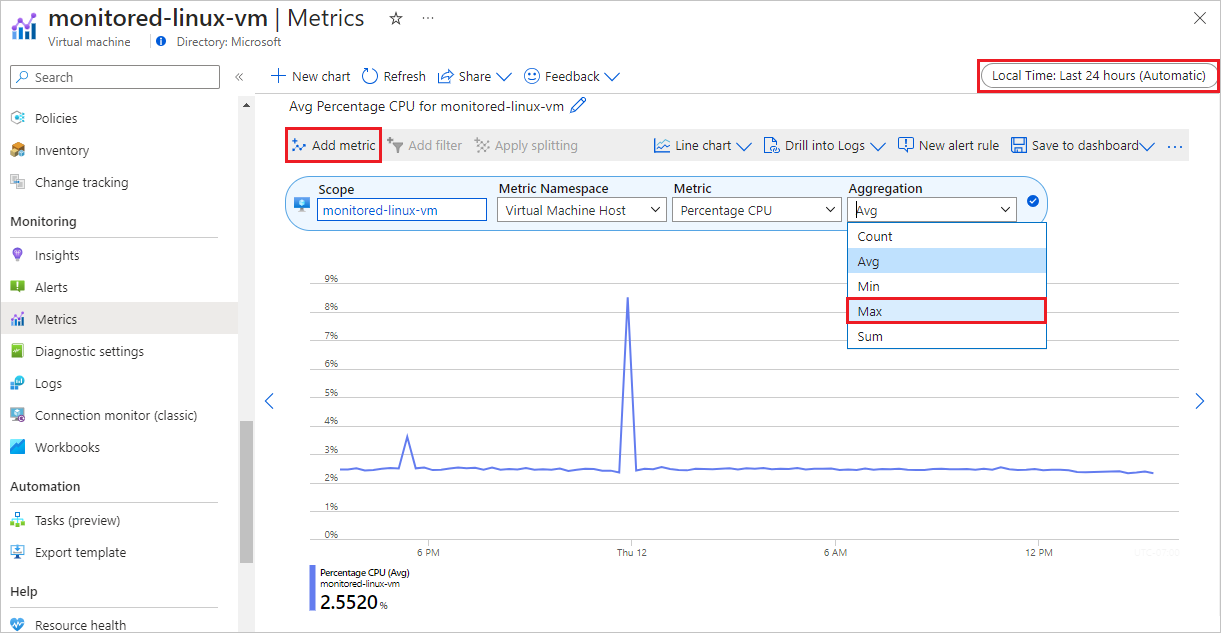 monitored-linux-vm | Metrics
Virtual machine
Directory: Microsoft
Search
New chart
Refresh
Share
Feedback
Local Time: Last 24 hours (Automatic)
Policies
Inventory
Change tracking
Monitoring
Insights
Alerts
Metrics
Diagnostic settings
Logs
Connection monitor (classic)
Workbooks
Automation
Tasks (preview)
Export template
Help
Resource health
Avg Percentage CPU for monitored-linux-vm
Add metric
Add filter
Apply splitting
Line chart
Drill into Logs
New alert rule
Save to dashboard
Scope
monitored-linux-vm
Metric Namespace
Virtual Machine Host
Metric
Percentage CPU
Aggregation
Avg
Count
Avg
Min
Max
Sum
9%
8%
7%
6%
5%
4%
3%
2%
1%
0%
6 PM
Thu 12
6 AM
12 PM
Percentage CPU (Avg)
monitored-linux-vm
2.5520 %